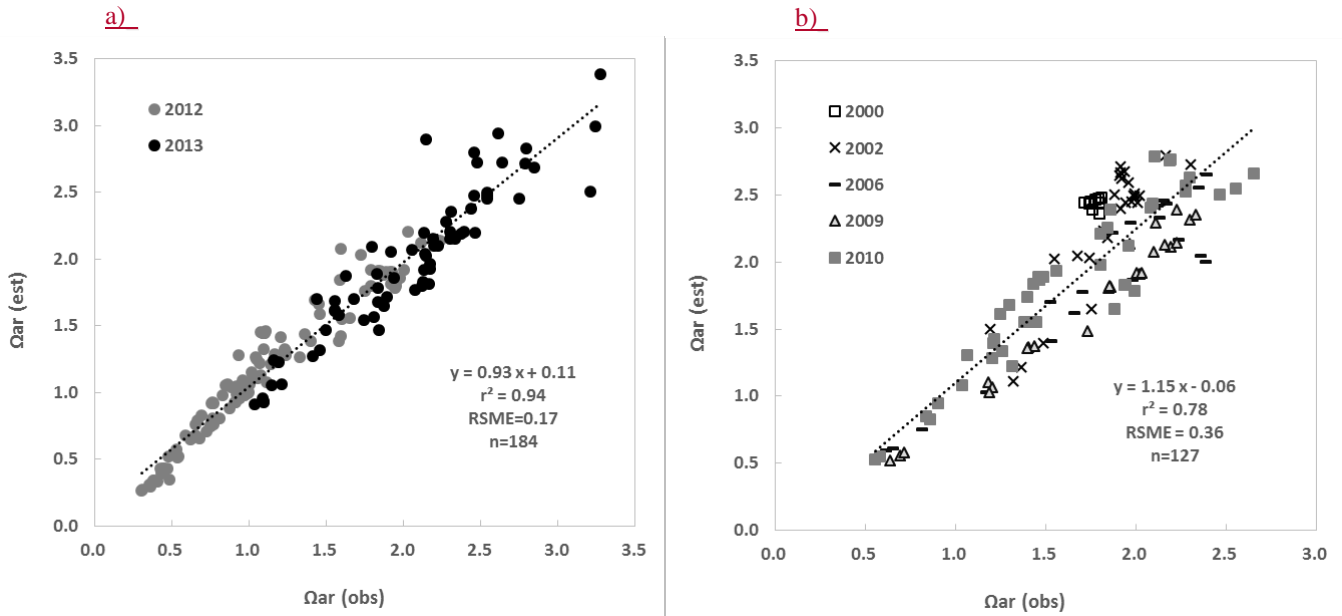 a)
3.5
3.0
2.5
2.0
1.5
1.0
0.5
0.0
Ωar (est)
2012
2013
y = 0.93 x + 0.11
r² = 0.94
RSME=0.17
n=184
0.0 0.5 1.0 1.5 2.0 2.5 3.0 3.5
Ωar (obs)
b)
3.5
3.0
2.5
2.0
1.5
1.0
0.5
0.0
Ωar (est)
2000
2002
2006
2009
2010
y = 1.15 x - 0.06
r² = 0.78
RSME = 0.36
n=127
0.0 0.5 1.0 1.5 2.0 2.5 3.0
Ωar (obs)